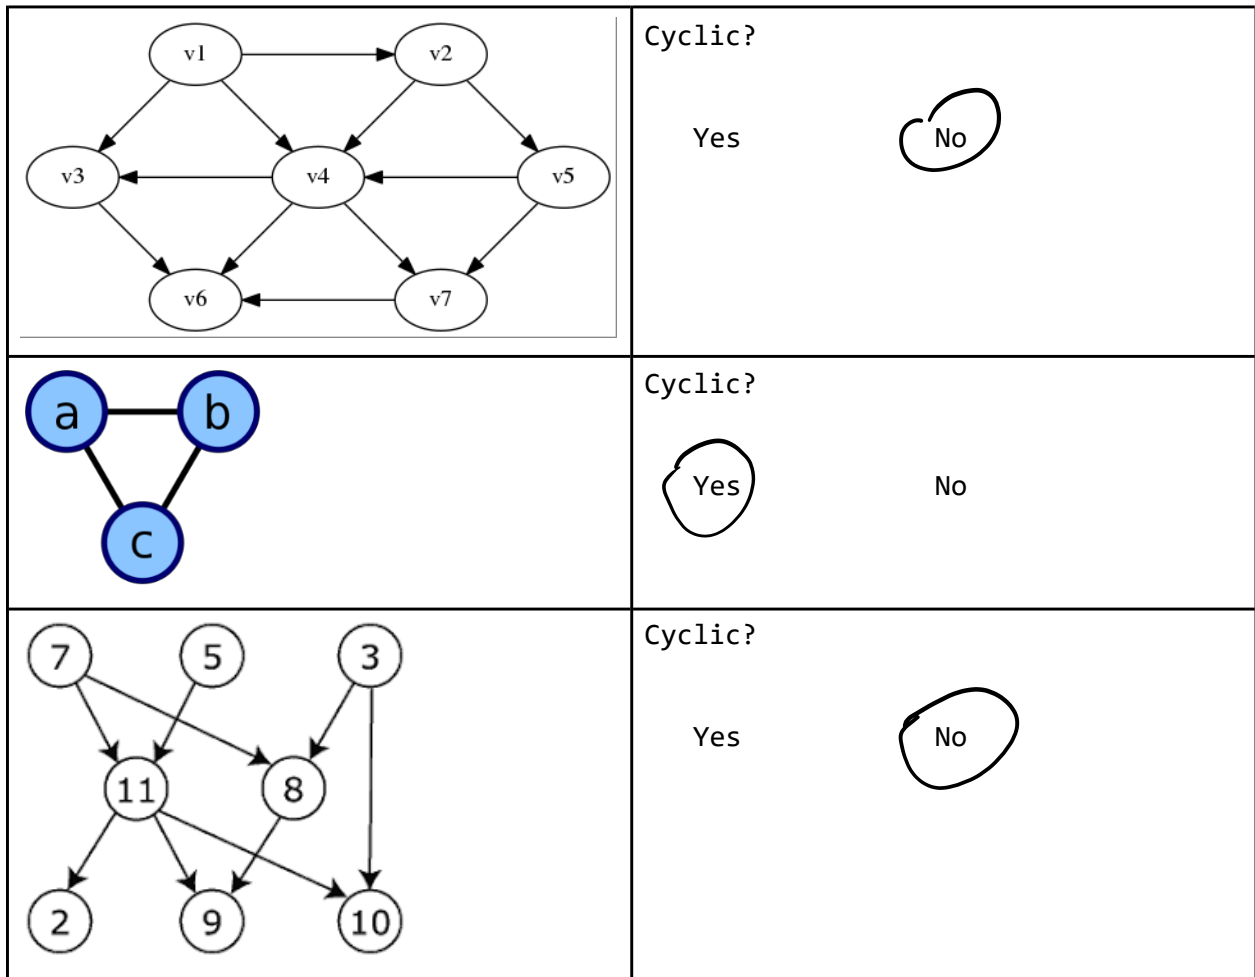 v1 v2
v3 v4 v5
v6 v7
Cyclic?
Yes No
a b
c
Cyclic?
Yes No
7 5 3
11 8
2 9 10
Cyclic?
Yes No